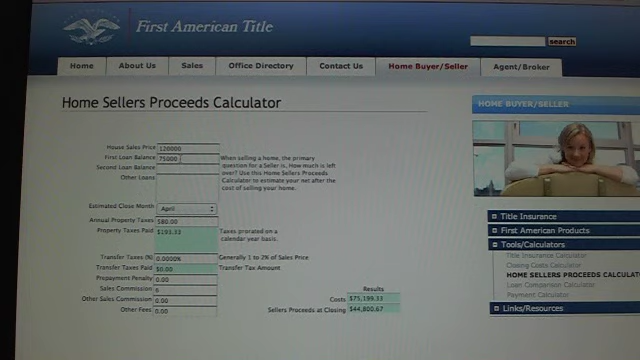 First American Title
search
Home About Us Sales Office Directory Contact Us Home Buyer/Seller Agent/Broker
Home Sellers Proceeds Calculator
HOME BUYER/SELLER
House Sales Price 120000
First Loan Balance 75000
Second Loan Balance
Other Loans
When selling a home, the primary
question for a Seller is, How much is left
over? Use this Home Sellers Proceeds
Calculator to estimate your net after the
cost of selling your home.
Estimated Close Month April
Annual Property Taxes 580.00
Property Taxes Paid $193.33
Taxes prorated on a
calendar year basis.
Transfer Taxes (%) 0.0000% Generally 1 to 2% of Sales Price
Transfer Taxes Paid $0.00 Transfer Tax Amount
Prepayment Penalty 0.00
Sales Commission 0
Other Sales Commission 0.00
Other Fees 0.00
Results
Costs $75,199.33
Sellers Proceeds at Closing $44,800.67
Title Insurance
First American Products
Tools/Calculators
Title Insurance Calculator
Closing Costs Calculator
HOME SELLERS PROCEEDS CALCULAT
Loan Comparison Calculator
Payment Calculator
Links/Resources